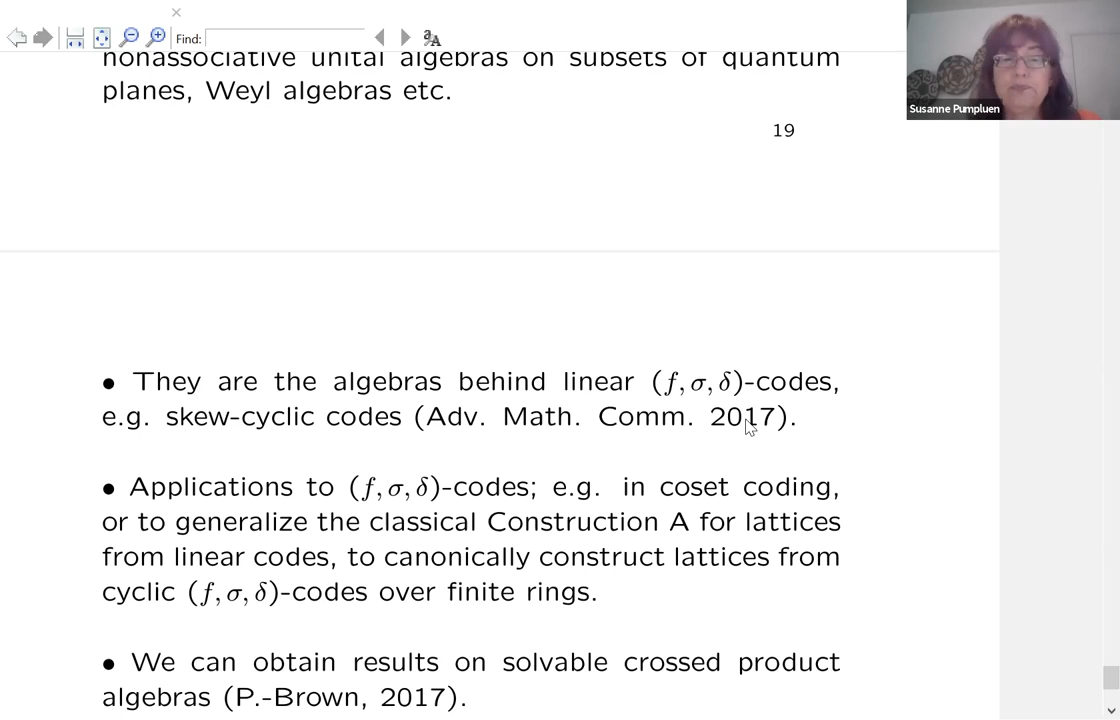 Find:
nonassociative unital algebras on subsets of quantum
planes, Weyl algebras etc.
Susanne Pumpluen
19
• They are the algebras behind linear (f, σ, δ)-codes,
e.g. skew-cyclic codes (Adv. Math. Comm. 2017).
• Applications to (f, σ, δ)-codes; e.g. in coset coding,
or to generalize the classical Construction A for lattices
from linear codes, to canonically construct lattices from
cyclic (f, σ, δ)-codes over finite rings.
• We can obtain results on solvable crossed product
algebras (P.-Brown, 2017).